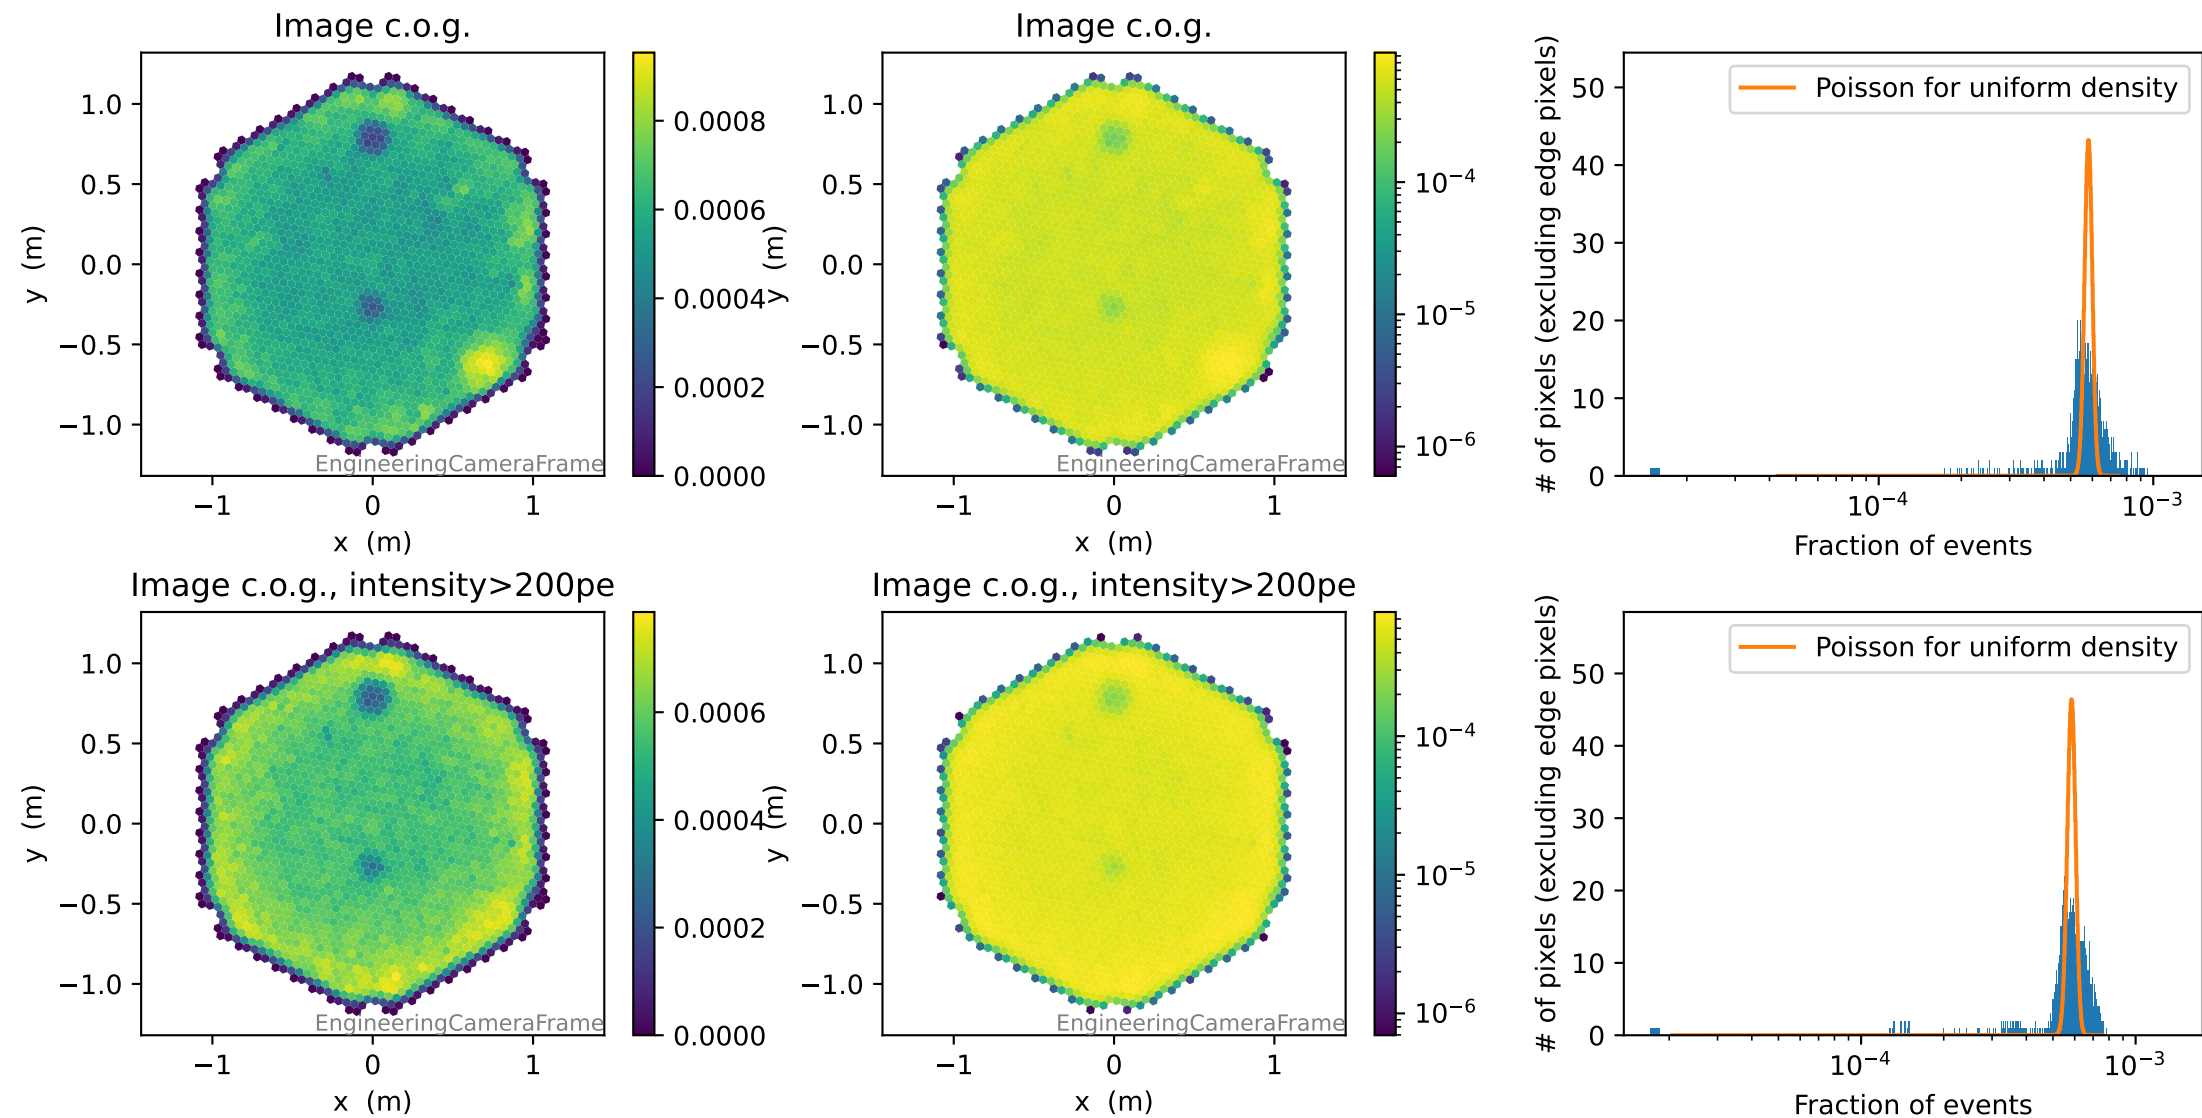 Image c.o.g.
1.0
0.5
0.0
−0.5
−1.0
y (m)
−1
0
1
x (m)
EngineeringCameraFrame
0.0008
0.0006
0.0004
0.0002
0.0000
Image c.o.g.
1.0
0.5
0.0
−0.5
−1.0
y (m)
−1
0
1
x (m)
EngineeringCameraFrame
10−4
10−5
10−6
Poisson for uniform density
50
40
30
20
10
0
# of pixels (excluding edge pixels)
10−4
10−3
Fraction of events
Image c.o.g., intensity>200pe
1.0
0.5
0.0
−0.5
−1.0
y (m)
−1
0
1
x (m)
EngineeringCameraFrame
0.0006
0.0004
0.0002
0.0000
Image c.o.g., intensity>200pe
1.0
0.5
0.0
−0.5
−1.0
y (m)
−1
0
1
x (m)
EngineeringCameraFrame
10−4
10−5
10−6
Poisson for uniform density
50
40
30
20
10
0
# of pixels (excluding edge pixels)
10−4
10−3
Fraction of events